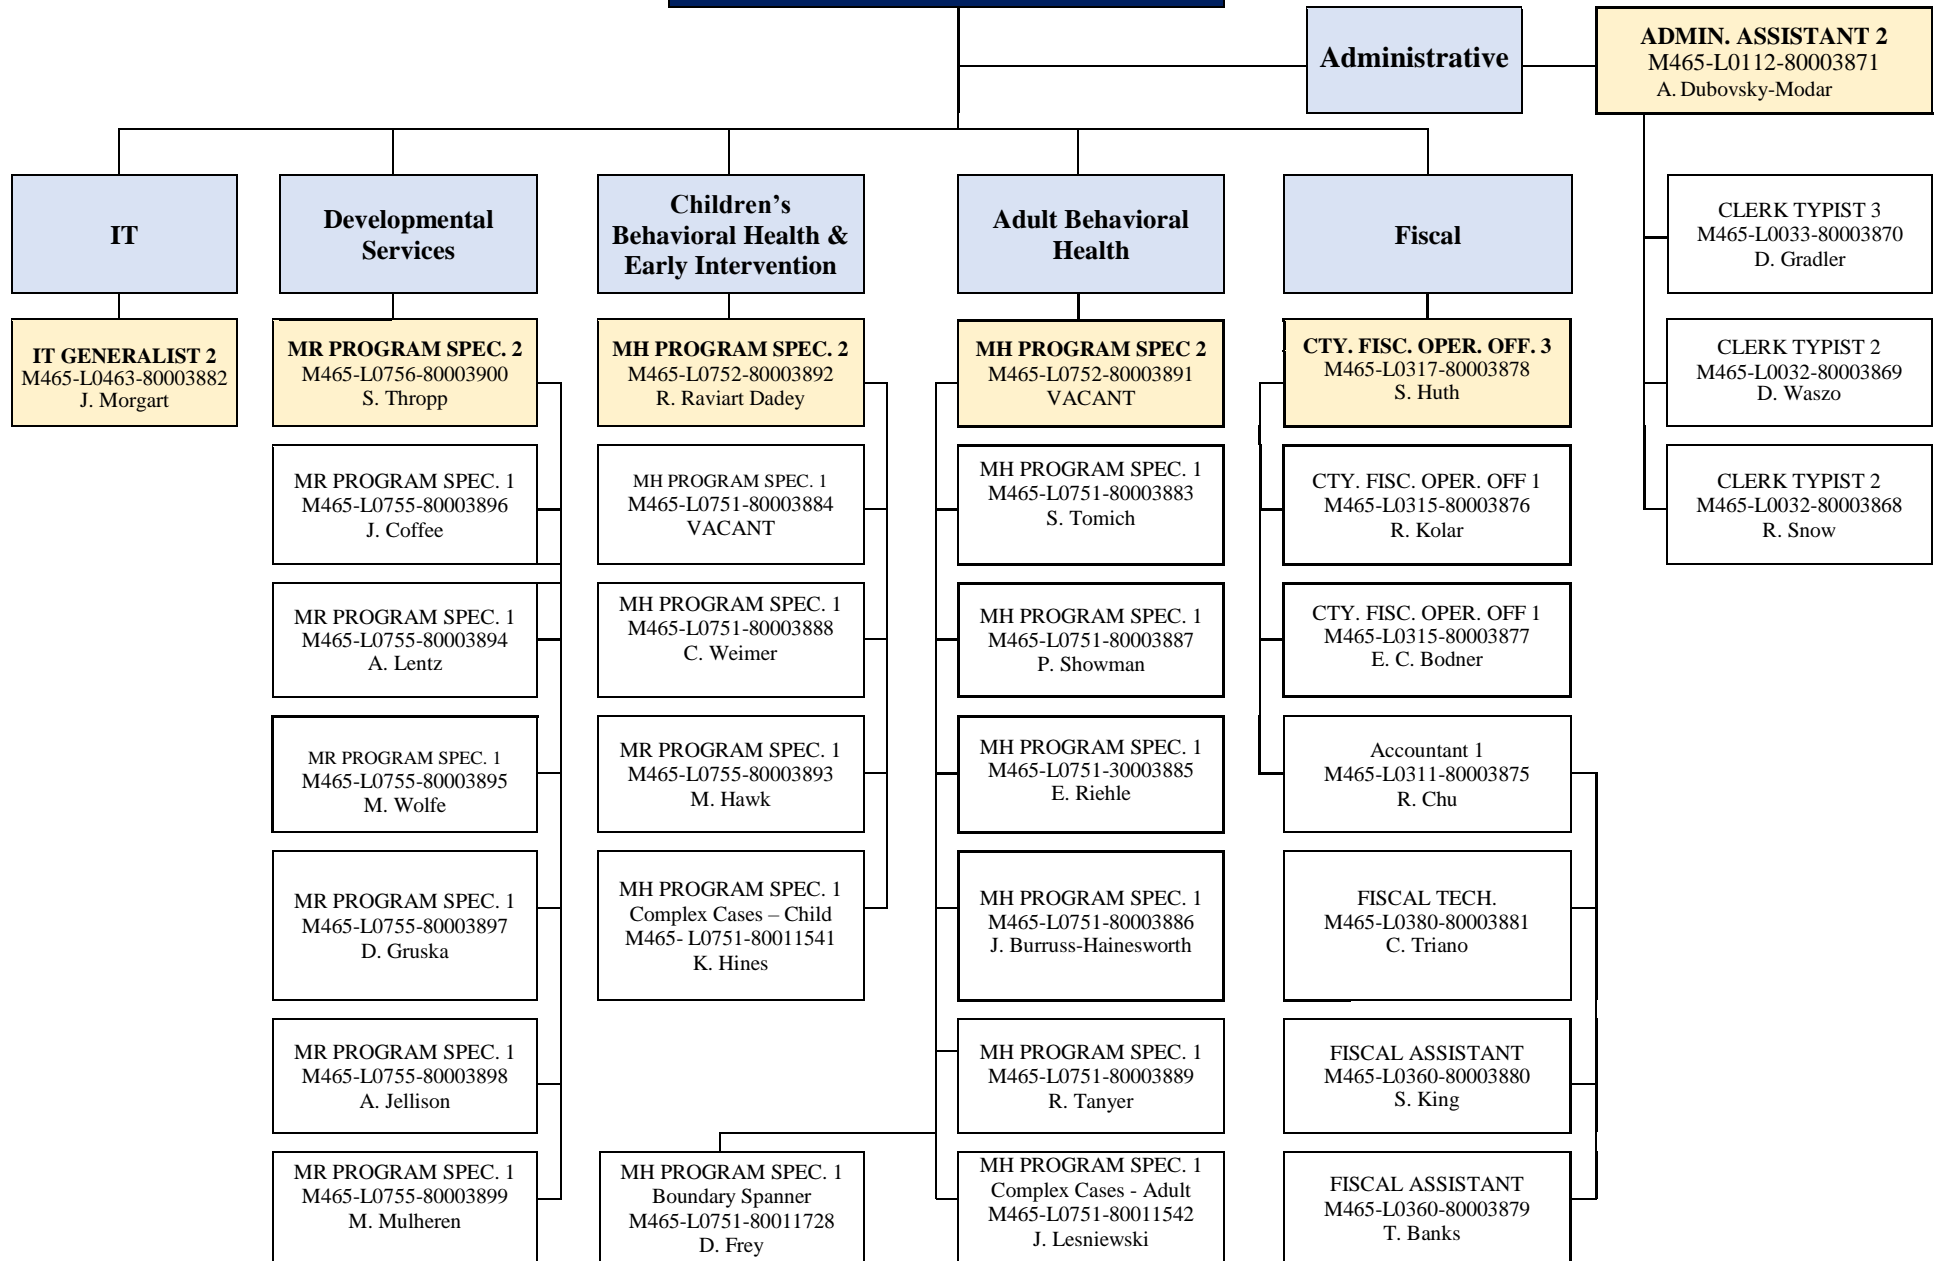 Administrative
ADMIN. ASSISTANT 2
M465-L0112-80003871
A. Dubovsky-Modar
CLERK TYPIST 3
M465-L0033-80003870
D. Gradler
CLERK TYPIST 2
M465-L0032-80003869
D. Waszo
CLERK TYPIST 2
M465-L0032-80003868
R. Snow
IT
IT GENERALIST 2
M465-L0463-80003882
J. Morgart
Developmental
Services
MR PROGRAM SPEC. 2
M465-L0756-80003900
S. Thropp
MR PROGRAM SPEC. 1
M465-L0755-80003896
J. Coffee
MR PROGRAM SPEC. 1
M465-L0755-80003894
A. Lentz
MR PROGRAM SPEC. 1
M465-L0755-80003895
M. Wolfe
MR PROGRAM SPEC. 1
M465-L0755-80003897
D. Gruska
MR PROGRAM SPEC. 1
M465-L0755-80003898
A. Jellison
MR PROGRAM SPEC. 1
M465-L0755-80003899
M. Mulheren
Children’s
Behavioral Health &
Early Intervention
MH PROGRAM SPEC. 2
M465-L0752-80003892
R. Raviart Dadey
MH PROGRAM SPEC. 1
M465-L0751-80003884
VACANT
MH PROGRAM SPEC. 1
M465-L0751-80003888
C. Weimer
MR PROGRAM SPEC. 1
M465-L0755-80003893
M. Hawk
MH PROGRAM SPEC. 1
Complex Cases – Child
M465- L0751-80011541
K. Hines
MH PROGRAM SPEC. 1
Boundary Spanner
M465-L0751-80011728
D. Frey
Adult Behavioral
Health
MH PROGRAM SPEC 2
M465-L0752-80003891
VACANT
MH PROGRAM SPEC. 1
M465-L0751-80003883
S. Tomich
MH PROGRAM SPEC. 1
M465-L0751-80003887
P. Showman
MH PROGRAM SPEC. 1
M465-L0751-30003885
E. Riehle
MH PROGRAM SPEC. 1
M465-L0751-80003886
J. Burruss-Hainesworth
MH PROGRAM SPEC. 1
M465-L0751-80003889
R. Tanyer
MH PROGRAM SPEC. 1
Complex Cases - Adult
M465-L0751-80011542
J. Lesniewski
Fiscal
CTY. FISC. OPER. OFF. 3
M465-L0317-80003878
S. Huth
CTY. FISC. OPER. OFF 1
M465-L0315-80003876
R. Kolar
CTY. FISC. OPER. OFF 1
M465-L0315-80003877
E. C. Bodner
Accountant 1
M465-L0311-80003875
R. Chu
FISCAL TECH.
M465-L0380-80003881
C. Triano
FISCAL ASSISTANT
M465-L0360-80003880
S. King
FISCAL ASSISTANT
M465-L0360-80003879
T. Banks